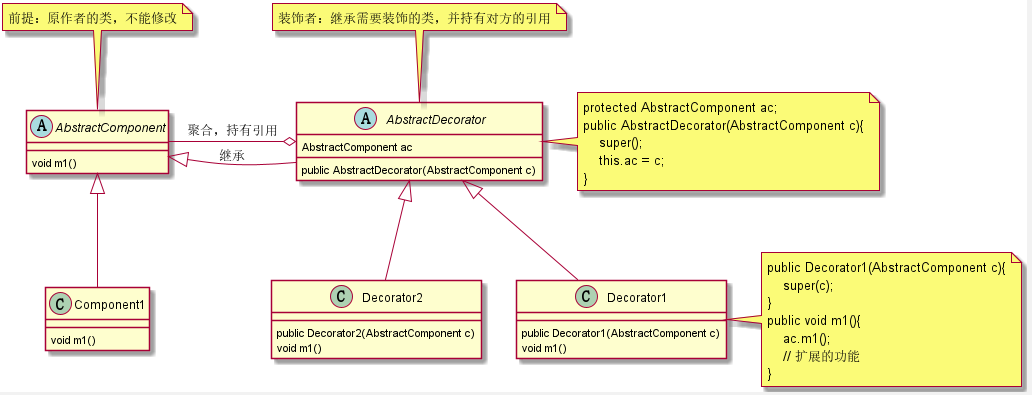 前提：原作者的类，不能修改
装饰者：继承需要装饰的类，并持有对方的引用
A AbstractComponent
void m1()
聚合，持有引用
继承
A AbstractDecorator
AbstractComponent ac
public AbstractDecorator(AbstractComponent c)
protected AbstractComponent ac;
public AbstractDecorator(AbstractComponent c){
super();
this.ac = c;
}
C Component1
void m1()
C Decorator2
public Decorator2(AbstractComponent c)
void m1()
C Decorator1
public Decorator1(AbstractComponent c)
void m1()
public Decorator1(AbstractComponent c){
super(c);
}
public void m1(){
ac.m1();
// 扩展的功能
}